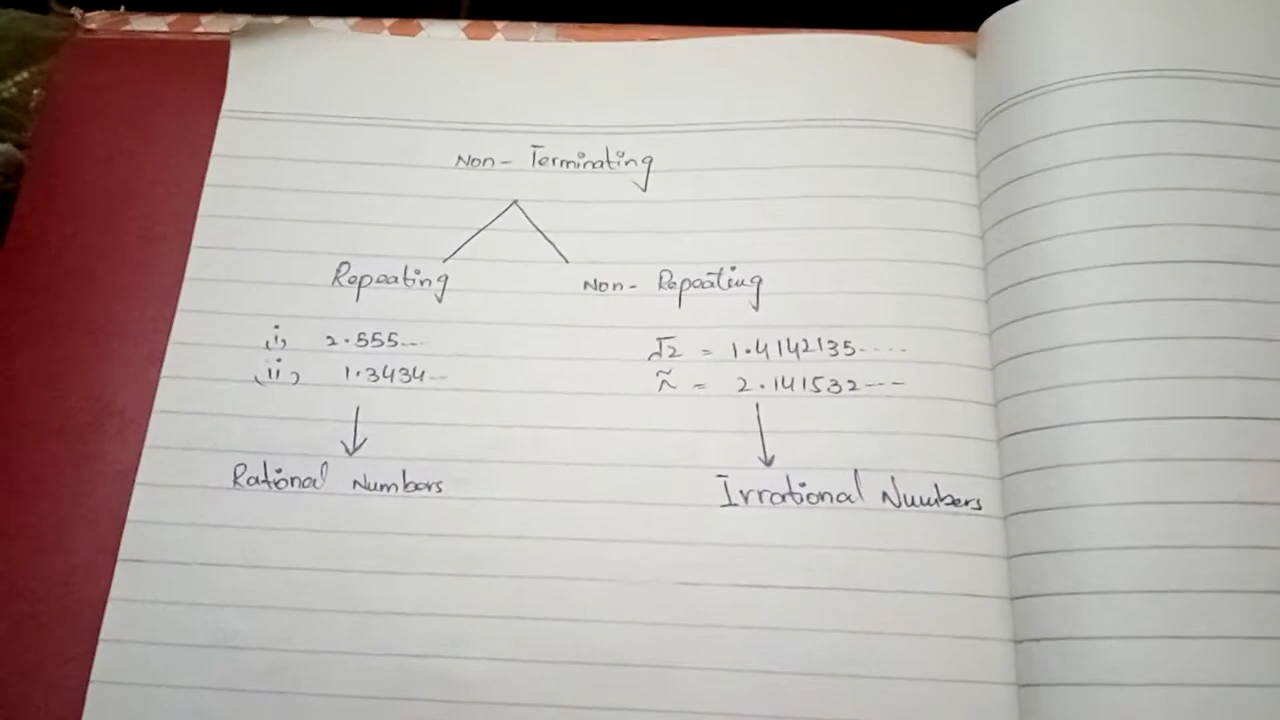 Non-Terminating
Repeating
Non-Repeating
(i) 2.555...
(ii) 1.3434...
√2 = 1.4142135....
π = 2.141532---
Rational Numbers
Irrational Numbers